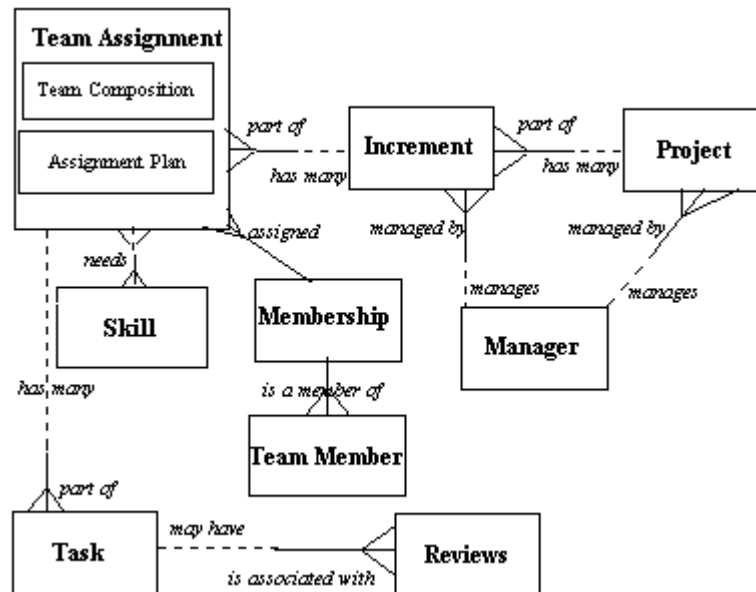 Team Assignment
Team Composition
Assignment Plan
part of
has many
Increment
part of
has many
Project
managed by
manages
managed by
manages
Manager
needs
Skill
assigned
Membership
is a member of
Team Member
has many
part of
Task
may have
is associated with
Reviews